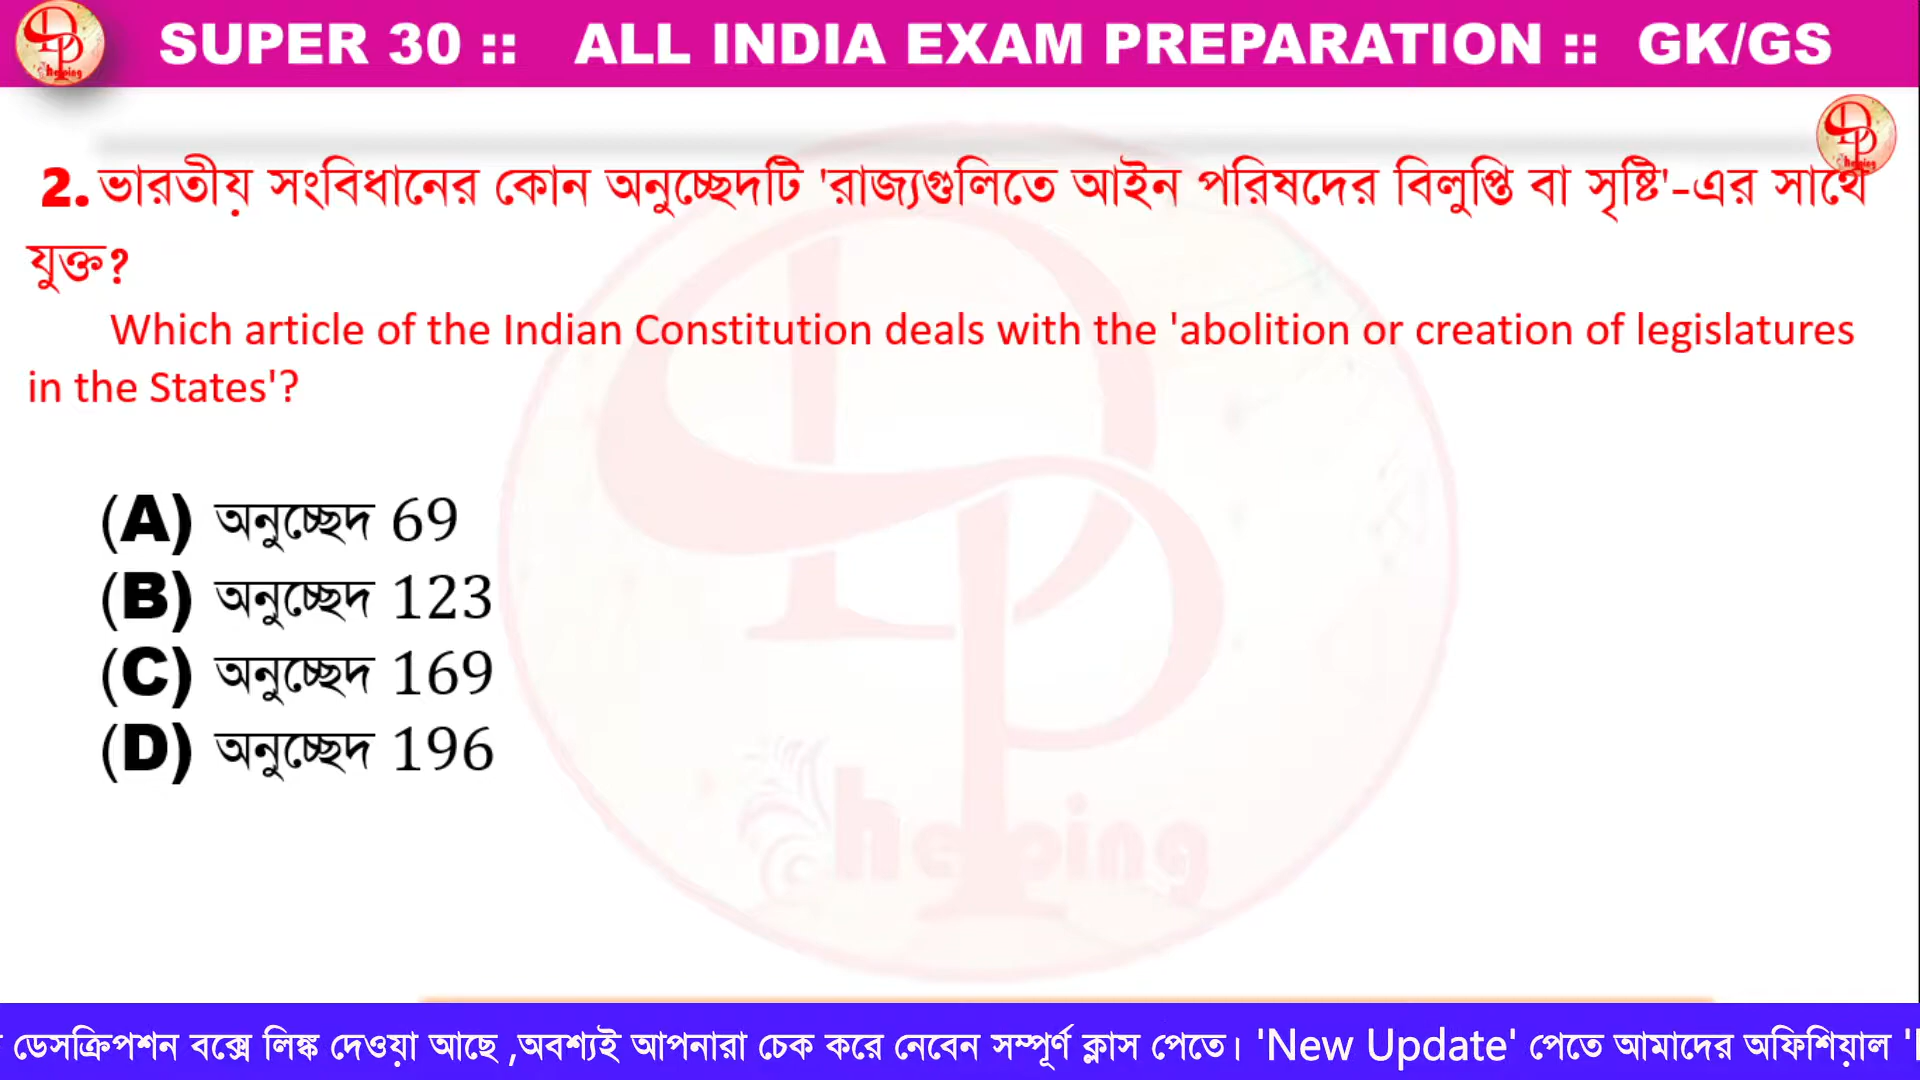 SUPER 30 :: ALL INDIA EXAM PREPARATION :: GK/GS
2. ভারতীয় সংবিধানের কোন অনুচ্ছেদটি 'রাজ্যগুলিতে আইন পরিষদের বিলুপ্তি বা সৃষ্টি'-এর সাথে
যুক্ত?
Which article of the Indian Constitution deals with the 'abolition or creation of legislatures
in the States'?
(A) অনুচ্ছেদ 69
(B) অনুচ্ছেদ 123
(C) অনুচ্ছেদ 169
(D) অনুচ্ছেদ 196
helping
ডেসক্রিপশন বক্সে লিঙ্ক দেওয়া আছে ,অবশ্যই আপনারা চেক করে নেবেন সম্পূর্ণ ক্লাস পেতে। 'New Update' পেতে আমাদের অফিশিয়াল